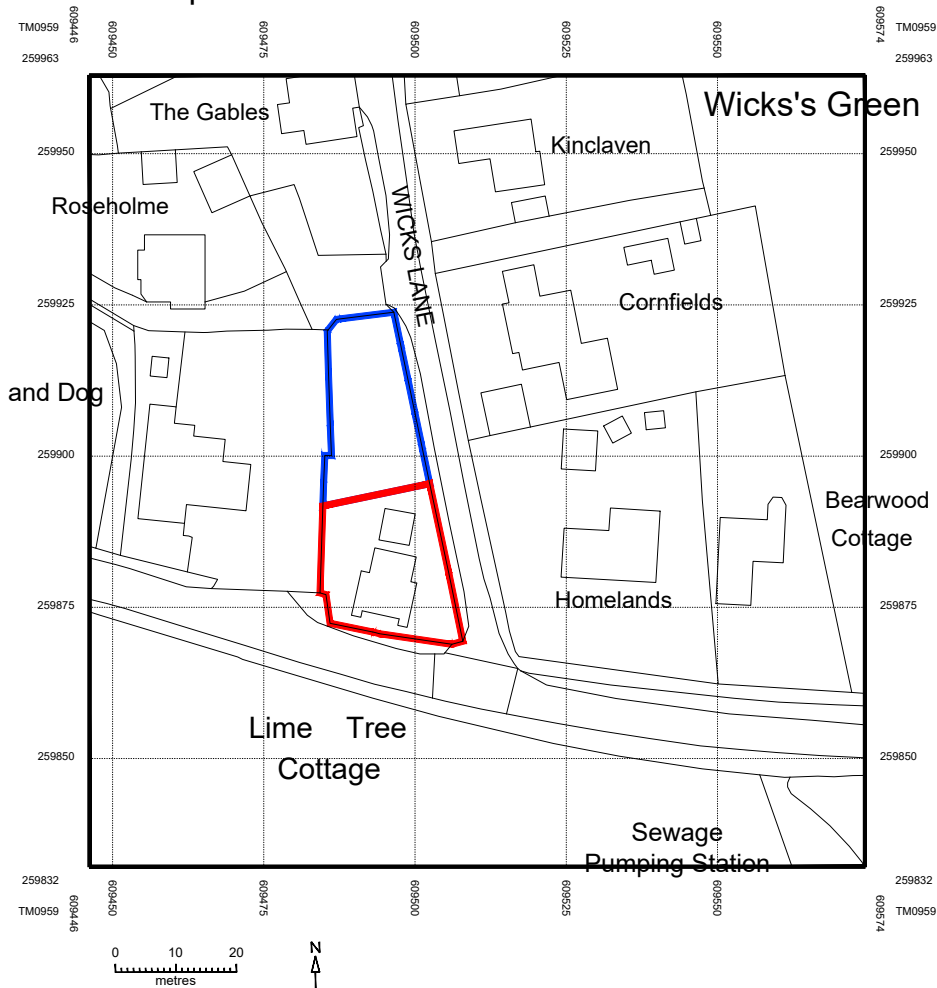 609446
TM0959
259963
609450
609475
609500
609525
609550
609574
TM0959
259963
The Gables
Wicks's Green
Kinclaven
259950
259950
Roseholme
WICKS LANE
259925
Cornfields
259925
and Dog
259900
259900
Bearwood
Cottage
Homelands
259875
259875
Lime Tree
Cottage
259850
259850
Sewage
Pumping Station
259832
TM0959
609446
609450
609475
609500
609525
609550
609574
259832
TM0959
0 10 20
metres
N